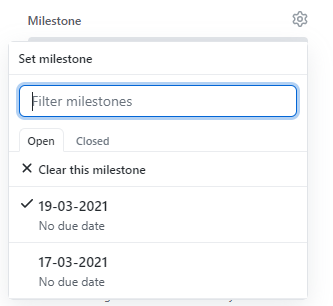 Milestone
Set milestone
Filter milestones
Open Closed
Clear this milestone
19-03-2021
No due date
17-03-2021
No due date